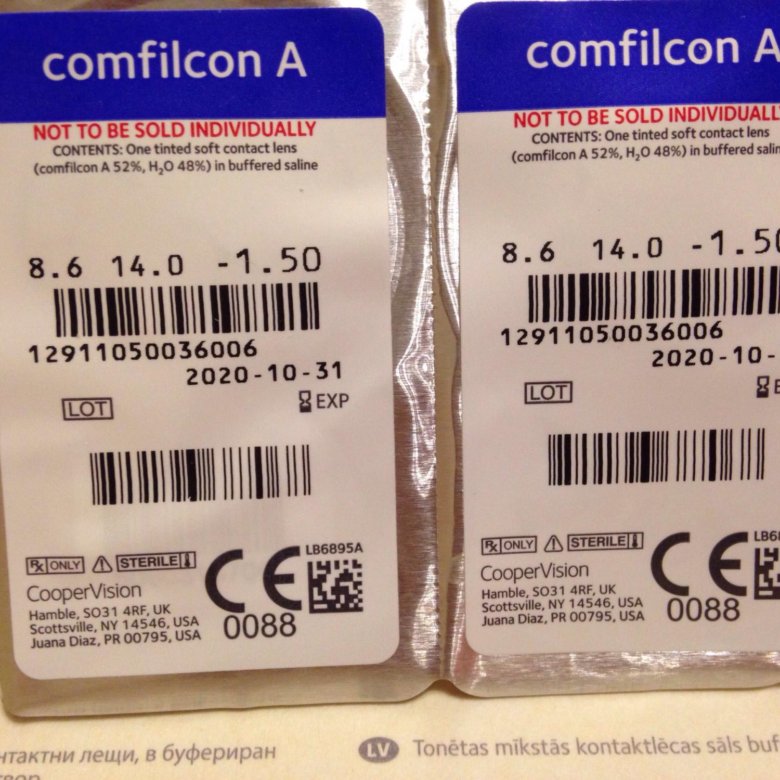 comfilcon A
NOT TO BE SOLD INDIVIDUALLY
CONTENTS: One tinted soft contact lens
(comfilcon A 52%, H₂O 48%) in buffered saline
8.6 14.0 -1.50
12911050036006
2020-10-31
LOT
EXP
Rx ONLY STERILE
LB6895A
CE
CooperVision
Hamble, SO31 4RF, UK
Scottsville, NY 14546, USA
Juana Diaz, PR 00795, USA
0088
comfilcon A
NOT TO BE SOLD INDIVIDUALL
CONTENTS: One tinted soft contact lens
(comfilcon A 52%, H₂O 48%) in buffered salin
8.6 14.0 -1.50
12911050036006
2020-10-
LOT
E
Rx ONLY STERILE
LB6
CE
CooperVision
Hamble, SO31 4RF, UK
Scottsville, NY 14546, USA
Juana Diaz, PR 00795, USA
0088
нтактни лещи, в буфериран
LV Tonētas mīkstās kontaktlēcas sāls buf